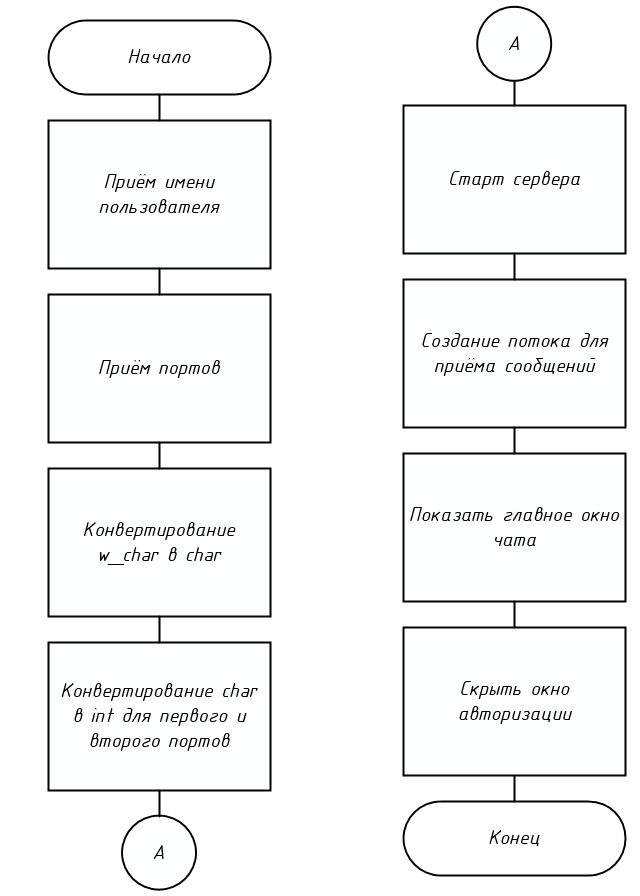 Начало
Приём имени
пользователя
Приём портов
Конвертирование
w__char в char
Конвертирование char
в int для первого и
второго портов
А
А
Старт сервера
Создание потока для
приёма сообщений
Показать главное окно
чата
Скрыть окно
авторизации
Конец